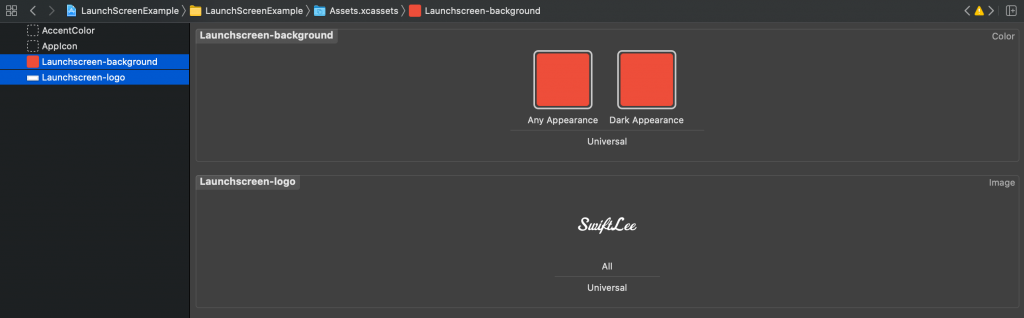 LaunchScreenExample LaunchScreenExample Assets.xcassets Launchscreen-background
AccentColor
AppIcon
Launchscreen-background
Launchscreen-logo
Launchscreen-background Color
Any Appearance Dark Appearance
Universal
Launchscreen-logo Image
SwiftLee
All
Universal